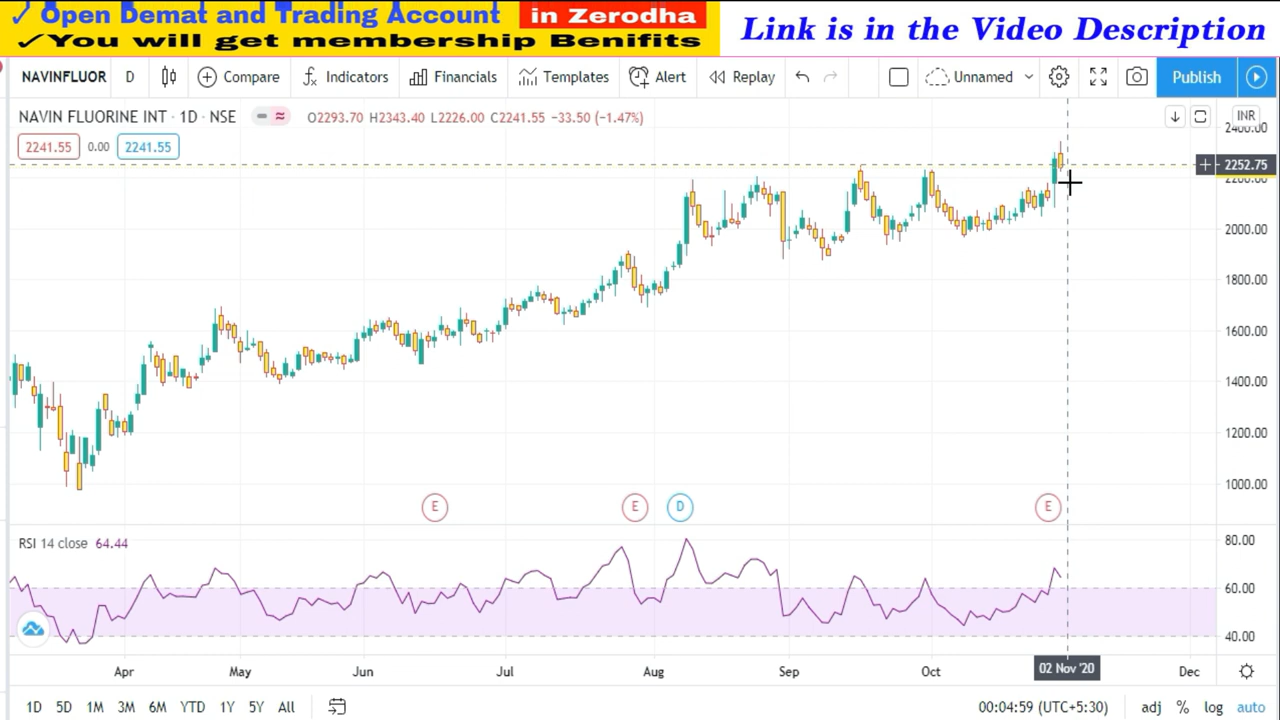 ✓ Open Demat and Trading Account in Zerodha
✓You will get membership Benifits
Link is in the Video Description
NAVINFLUOR D Compare Indicators Financials Templates Alert Replay Unnamed Publish
NAVIN FLUORINE INT · 1D · NSE O2293.70 H2343.40 L2226.00 C2241.55 −33.50 (−1.47%) INR
2241.55 0.00 2241.55
2400.00
2252.75
2200.00
2000.00
1800.00
1600.00
1400.00
1200.00
1000.00
E E D E
RSI 14 close 64.44
80.00
60.00
40.00
Apr May Jun Jul Aug Sep Oct 02 Nov '20 Dec
1D 5D 1M 3M 6M YTD 1Y 5Y All 00:04:59 (UTC+5:30) adj % log auto